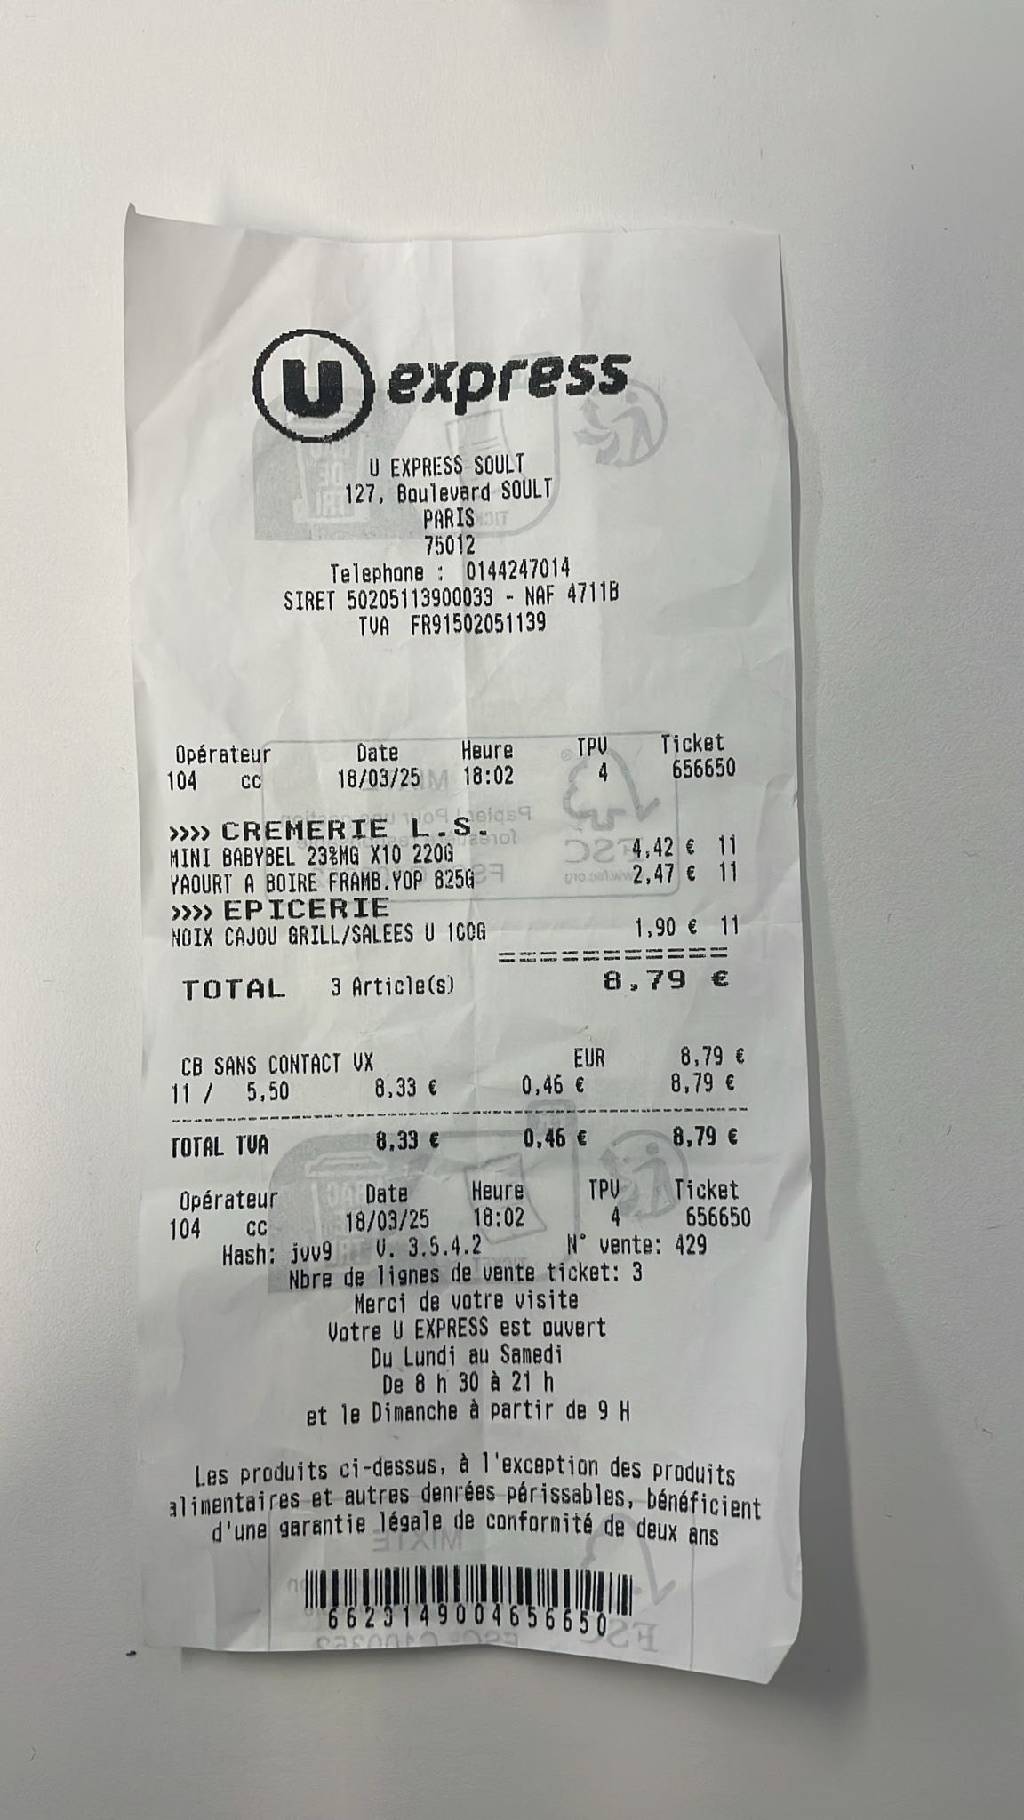 U express
U EXPRESS SOULT
127, Boulevard SOULT
PARIS
75012
Telephone : 0144247014
SIRET 50205113900033 - NAF 4711B
TVA FR91502051139
Opérateur Date Heure TPV Ticket
104 cc 18/03/25 18:02 4 656650
>>>> CREMERIE L.S.
MINI BABYBEL 23%MG X10 220G 4,42 € 11
YAOURT A BOIRE FRAMB.YOP 825G 2,47 € 11
>>>> EPICERIE
NOIX CAJOU GRILL/SALEES U 100G 1,90 € 11
===========
TOTAL 3 Article(s) 8,79 €
CB SANS CONTACT VX EUR 8,79 €
11 / 5,50 8,33 € 0,46 € 8,79 €
TOTAL TVA 8,33 € 0,46 € 8,79 €
Opérateur Date Heure TPV Ticket
104 cc 18/03/25 18:02 4 656650
Hash: jvv9 V. 3.5.4.2 N° vente: 429
Nbre de lignes de vente ticket: 3
Merci de votre visite
Votre U EXPRESS est ouvert
Du Lundi au Samedi
De 8 h 30 à 21 h
et le Dimanche à partir de 9 H
Les produits ci-dessus, à l'exception des produits
alimentaires et autres denrées périssables, bénéficient
d'une garantie légale de conformité de deux ans
6623149004656650